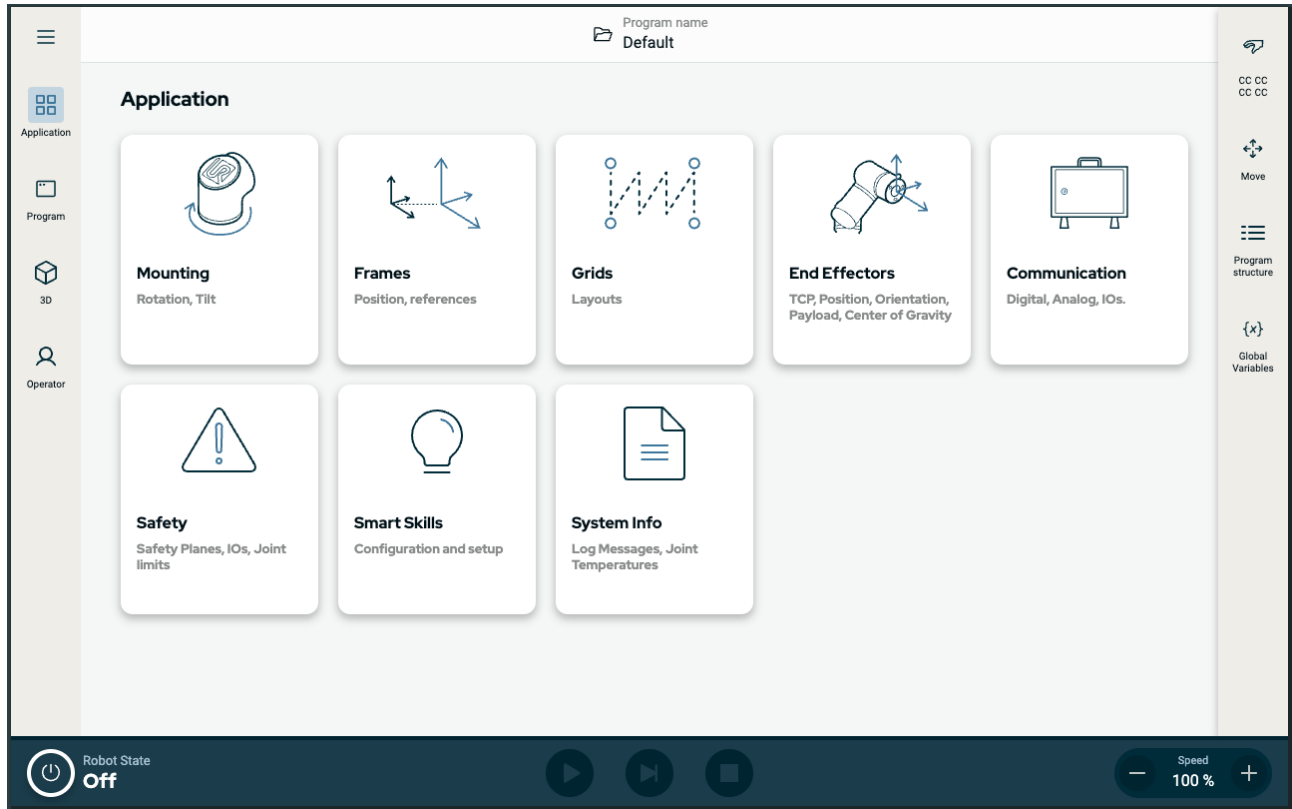 Program name
Default
Application
Program
3D
Operator
Application
Mounting
Rotation, Tilt
Frames
Position, references
Grids
Layouts
End Effectors
TCP, Position, Orientation,
Payload, Center of Gravity
Communication
Digital, Analog, IOs.
Safety
Safety Planes, IOs, Joint
limits
Smart Skills
Configuration and setup
System Info
Log Messages, Joint
Temperatures
CC CC
CC CC
Move
Program
structure
{x}
Global
Variables
Robot State
Off
Speed
100 %
UR